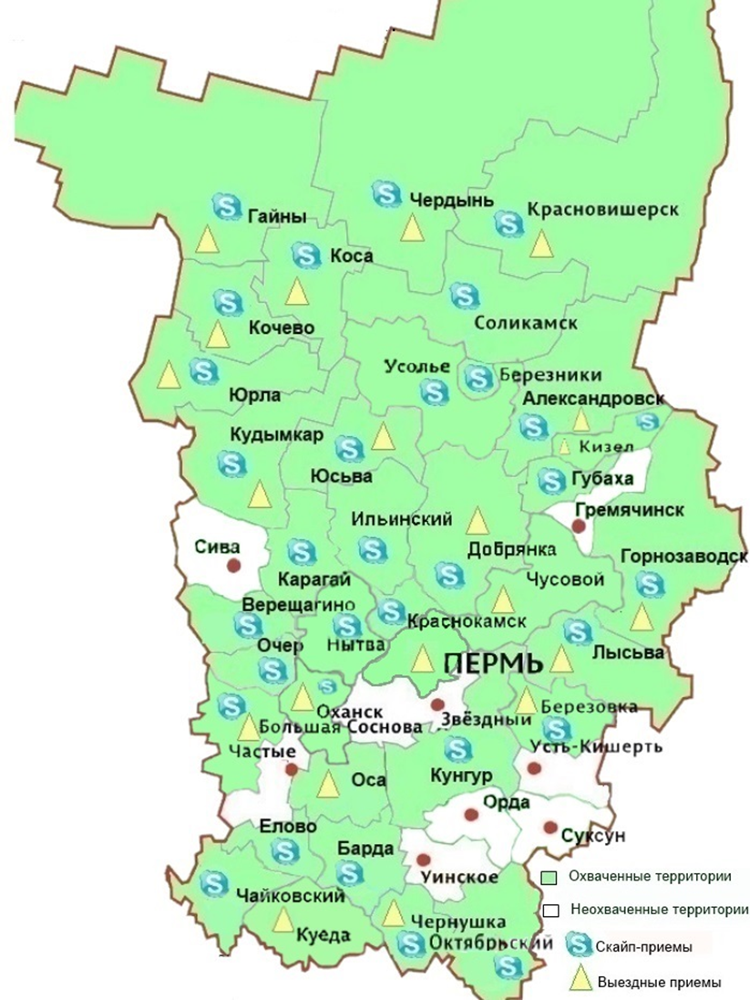 Чердынь
Красновишерск
Гайны
Коса
Соликамск
Кочево
Усолье
Березники
Юрла
Александровск
Кудымкар
Кизел
Юсьва
Губаха
Гремячинск
Ильинский
Сива
Добрянка
Горнозаводск
Карагай
Чусовой
Верещагино
Краснокамск
Очер
Нытва
Лысьва
ПЕРМЬ
Оханск
Березовка
Звёздный
Большая Соснова
Частые
Усть-Кишерть
Кунгур
Оса
Орда
Елово
Суксун
Барда
Уинское
Охваченные территории
Чайковский
Неохваченные территории
Чернушка
Куеда
Октябрьский
Скайп-приемы
Выездные приемы